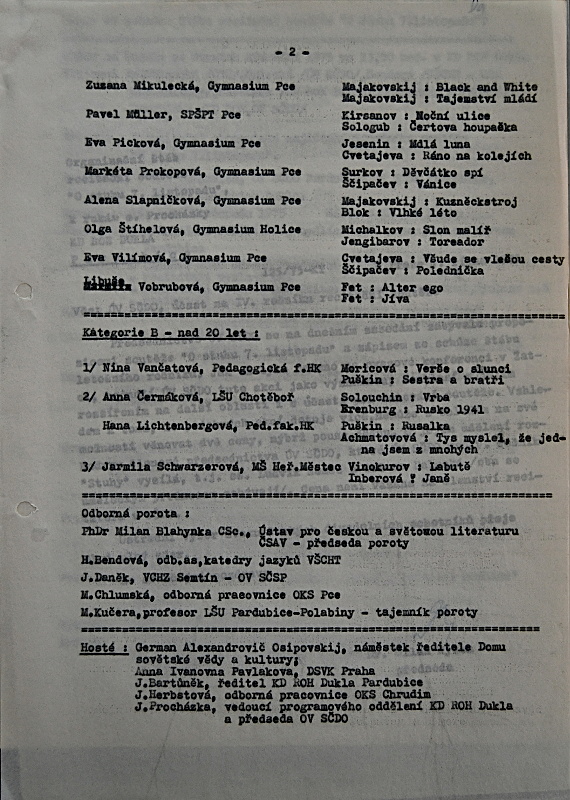 - 2 -
Zuzana Mikulecká, Gymnasium Pce Majakovskij : Black and White
Majakovskij : Tajemství mládí
Pavel Müller, SPŠPT Pce Kirsanov : Noční ulice
Sologub : Čertova houpačka
Eva Picková, Gymnasium Pce Jesenin : Mdlá luna
Cvetajeva : Ráno na kolejích
Markéta Prokopová, Gymnasium Pce Surkov : Děvčátko spí
Ščipačev : Vánice
Alena Slapničková, Gymnasium Pce Majakovskij : Kuzněckstroj
Blok : Vlhké léto
Olga Štíhelová, Gymnasium Holice Michalkov : Slon malíř
Jengibarov : Toreador
Eva Vilímová, Gymnasium Pce Cvetajeva : Všude se vlečou cesty
Ščipačev : Polednička
Libuše
Vobrubová, Gymnasium Pce Fet : Alter ego
Fet : Jíva
Kategorie B - nad 20 let :
1/ Nina Vančatová, Pedagogická f.HK Moricová : Verše o slunci
Puškin : Sestra a bratři
2/ Anna Čermáková, LŠU Chotěboř Solouchin : Vrba
Erenburg : Rusko 1941
Hana Lichtenbergová, Ped.fak.HK Puškin : Rusalka
Achmatovová : Tys myslel, že jed-
na jsem z mnohých
3/ Jarmila Schwarzerová, MŠ Heř.Městec Vinokurov : Labutě
Inberová : Janě
Odborná porota :
PhDr Milan Blahynka CSc., Ústav pro českou a světovou literaturu
ČSAV - předseda poroty
H.Bendová, odb.as,katedry jazyků VŠCHT
J.Daněk, VCHZ Semtín - OV SČSP
M.Chlumská, odborná pracovnice OKS Pce
M.Kučera,profesor LŠU Pardubice-Polabiny - tajemník poroty
Hosté : German Alexandrovič Osipovskij, náměstek ředitele Domu
sovětské vědy a kultury;
Anna Ivanovna Pavlakova, DSVK Praha
J.Bartůněk, ředitel KD ROH Dukla Pardubice
J.Herbstová, odborná pracovnice OKS Chrudim
J.Procházka, vedoucí programového oddělení KD ROH Dukla
a předseda OV SČDO